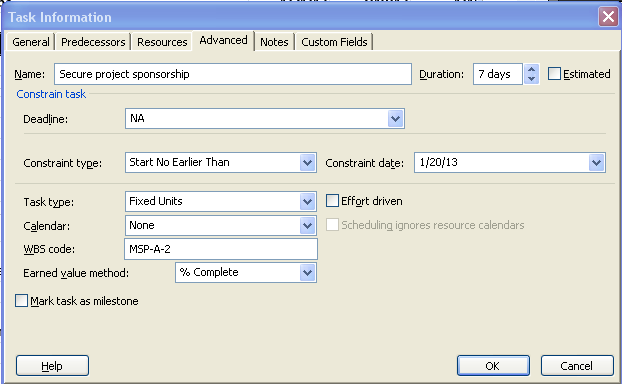 Task Information
General Predecessors Resources Advanced Notes Custom Fields
Name: Secure project sponsorship Duration: 7 days Estimated
Constrain task
Deadline: NA
Constraint type: Start No Earlier Than Constraint date: 1/20/13
Task type: Fixed Units Effort driven
Calendar: None Scheduling ignores resource calendars
WBS code: MSP-A-2
Earned value method: % Complete
Mark task as milestone
Help OK Cancel